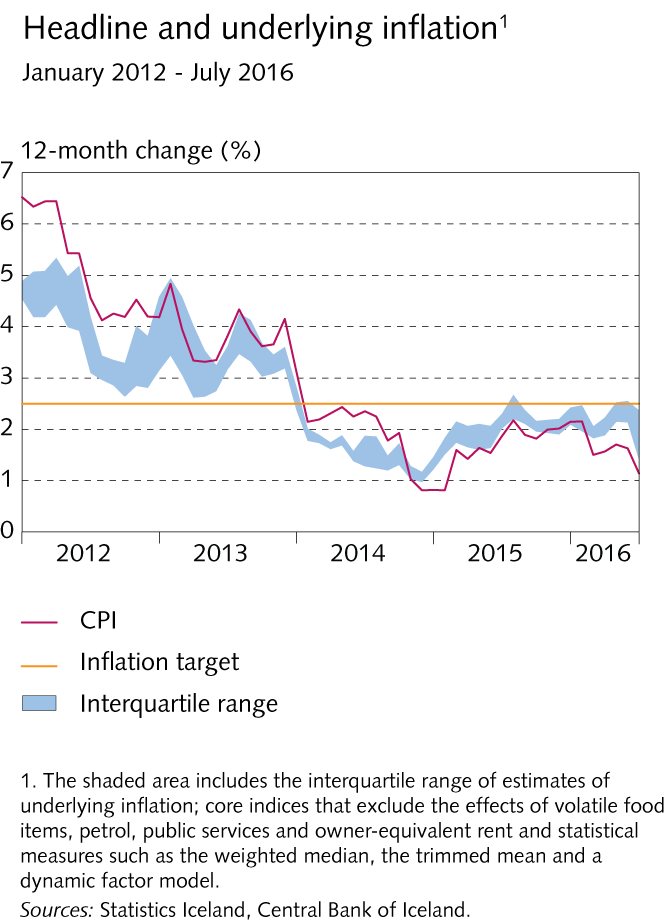 Headline and underlying inflation¹
January 2012 - July 2016
12-month change (%)
7
6
5
4
3
2
1
0
2012 2013 2014 2015 2016
CPI
Inflation target
Interquartile range
1. The shaded area includes the interquartile range of estimates of
underlying inflation; core indices that exclude the effects of volatile food
items, petrol, public services and owner-equivalent rent and statistical
measures such as the weighted median, the trimmed mean and a
dynamic factor model.
Sources: Statistics Iceland, Central Bank of Iceland.